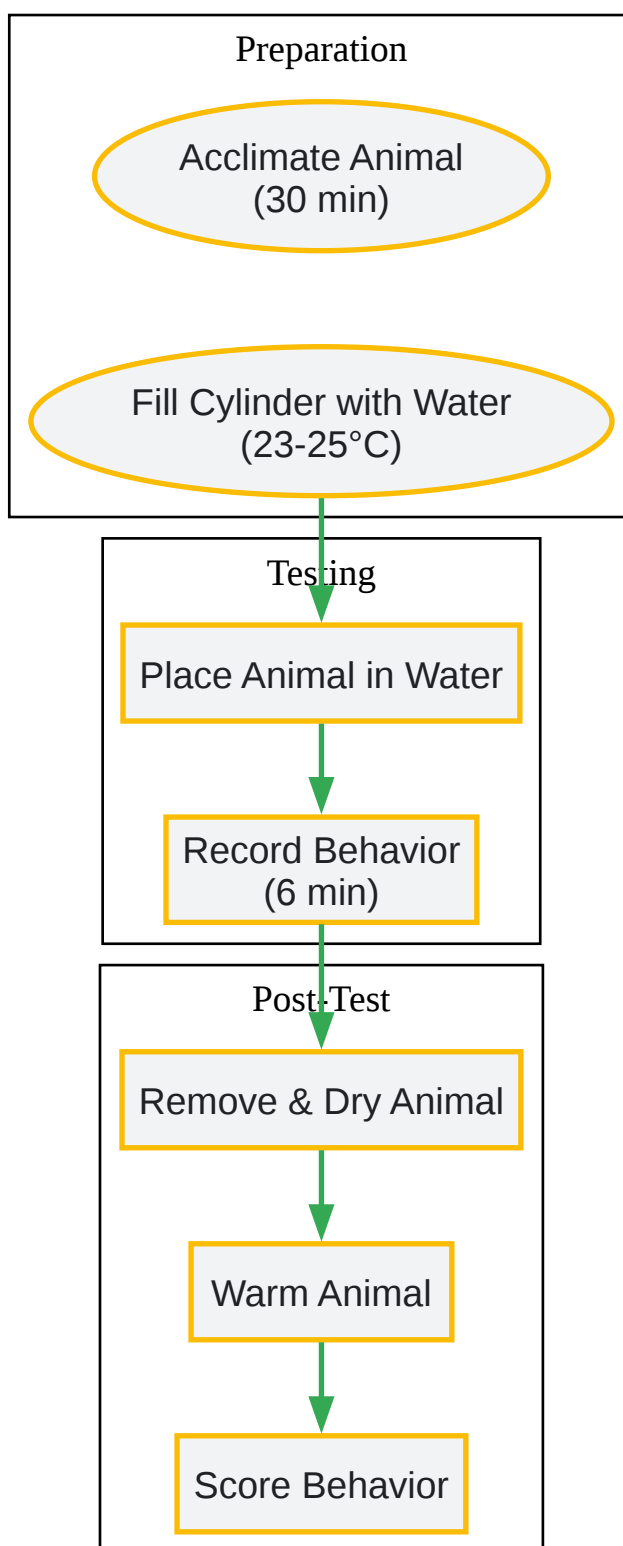 Preparation
Acclimate Animal
(30 min)
Fill Cylinder with Water
(23-25°C)
Testing
Place Animal in Water
Record Behavior
(6 min)
Post-Test
Remove & Dry Animal
Warm Animal
Score Behavior